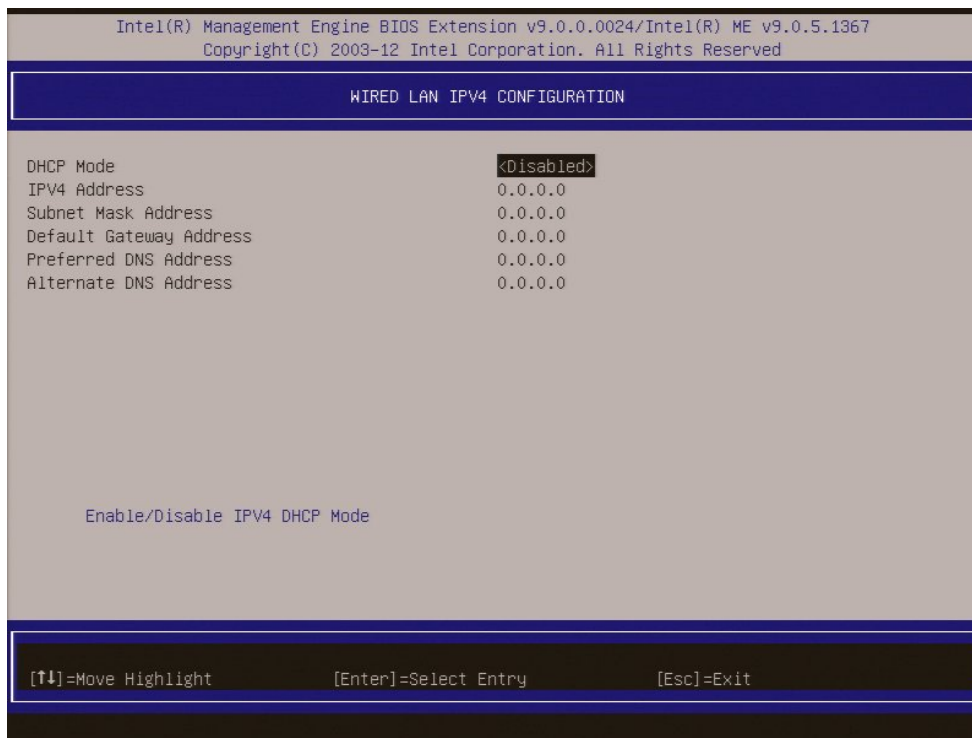 Intel(R) Management Engine BIOS Extension v9.0.0.0024/Intel(R) ME v9.0.5.1367
Copyright(C) 2003-12 Intel Corporation. All Rights Reserved
WIRED LAN IPV4 CONFIGURATION
DHCP Mode <Disabled>
IPV4 Address 0.0.0.0
Subnet Mask Address 0.0.0.0
Default Gateway Address 0.0.0.0
Preferred DNS Address 0.0.0.0
Alternate DNS Address 0.0.0.0
Enable/Disable IPV4 DHCP Mode
[↑↓]=Move Highlight [Enter]=Select Entry [Esc]=Exit